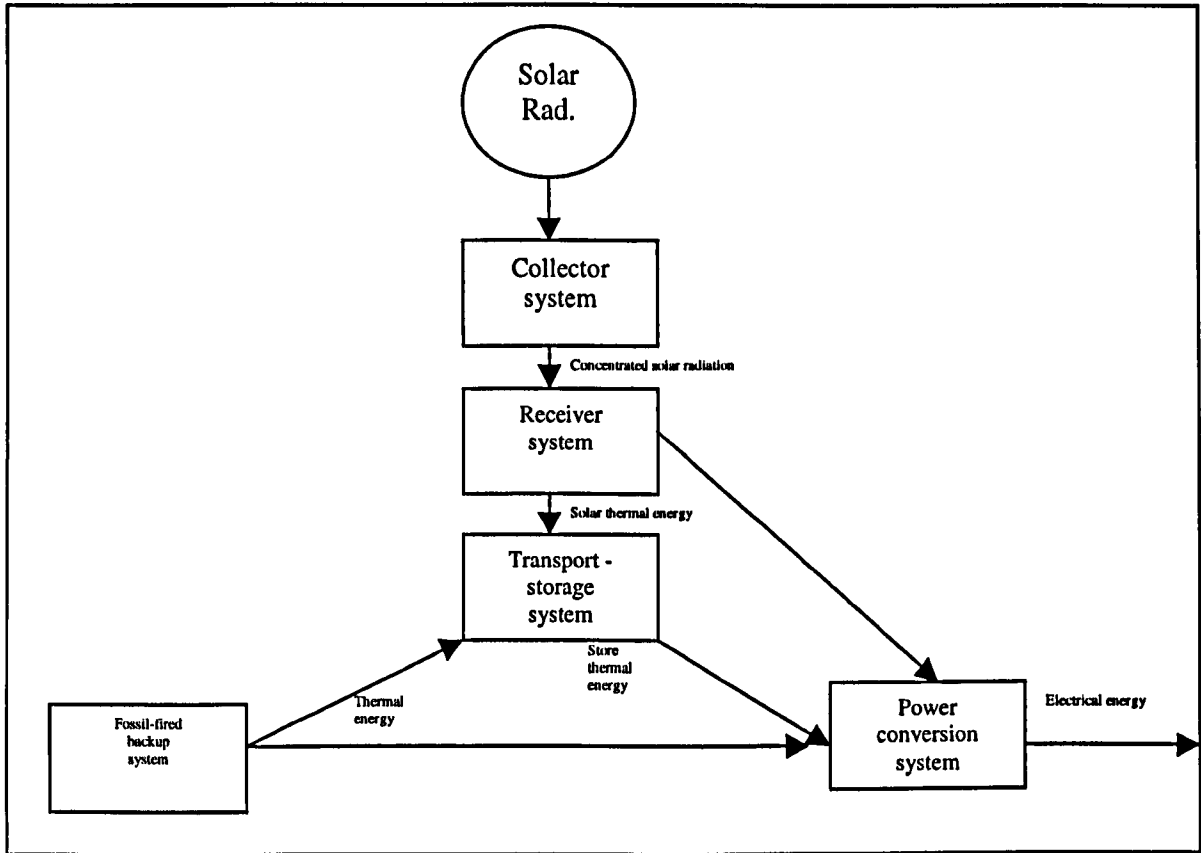 Solar
Rad.
Collector
system
Concentrated solar radiation
Receiver
system
Solar thermal energy
Transport -
storage
system
Store
thermal
energy
Thermal
energy
Fossil-fired
backup
system
Power
conversion
system
Electrical energy